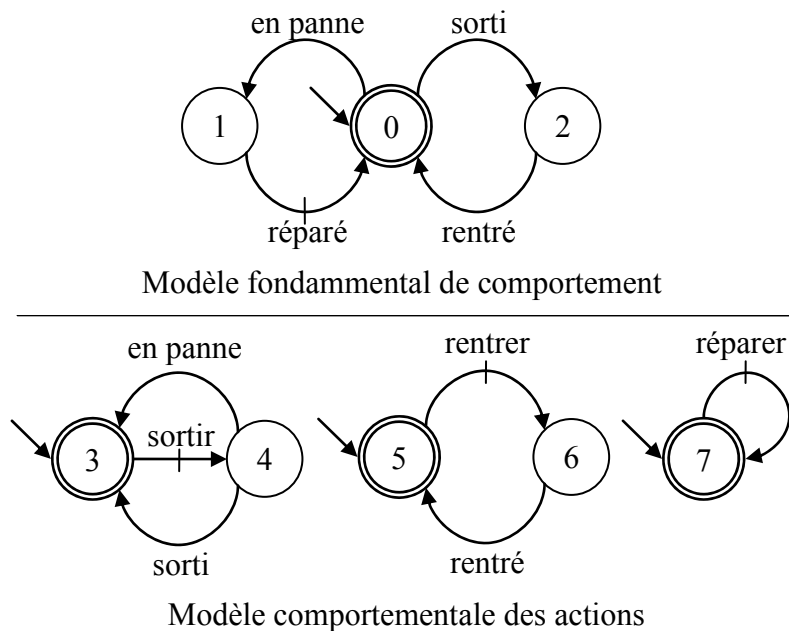 en panne
sorti
1
0
2
réparé
rentré
Modèle fondammental de comportement
en panne
rentrer
réparer
sortir
3
4
5
6
7
sorti
rentré
Modèle comportementale des actions